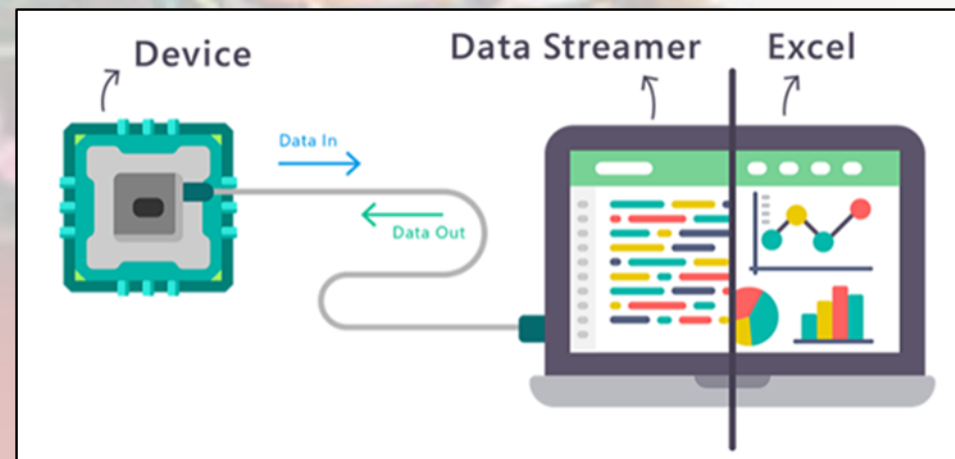 Device
Data Streamer
Excel
Data In
Data Out